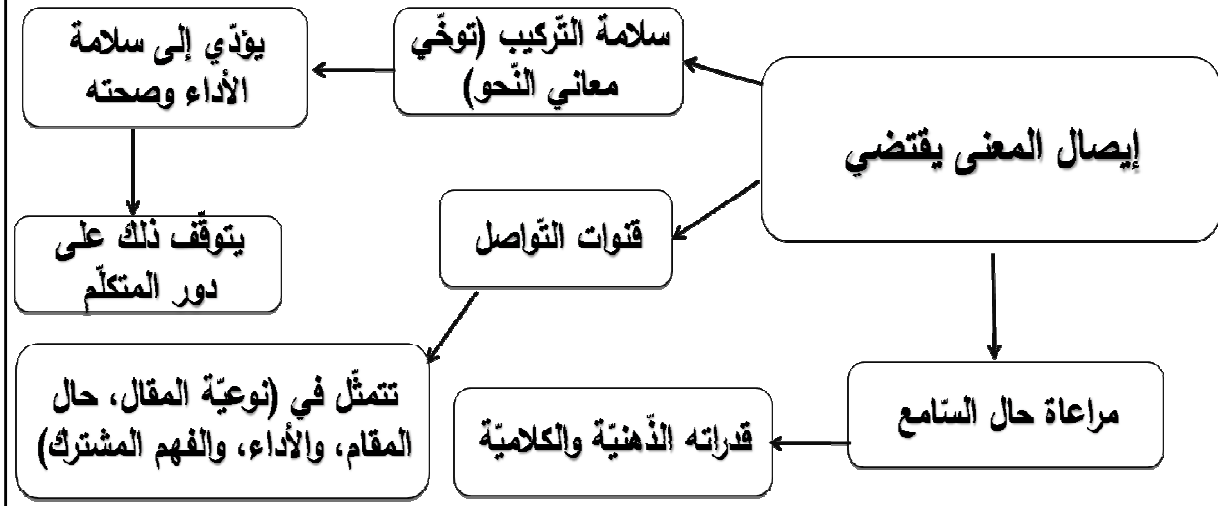 إيصال المعنى يقتضي
سلامة التّركيب (توخّي
معاني النّحو)
يؤدّي إلى سلامة
الأداء وصحته
يتوقّف ذلك على
دور المتكلّم
قنوات التّواصل
تتمثّل في (نوعيّة المقال، حال
المقام، والأداء، والفهم المشترك)
مراعاة حال السّامع
قدراته الذّهنيّة والكلاميّة